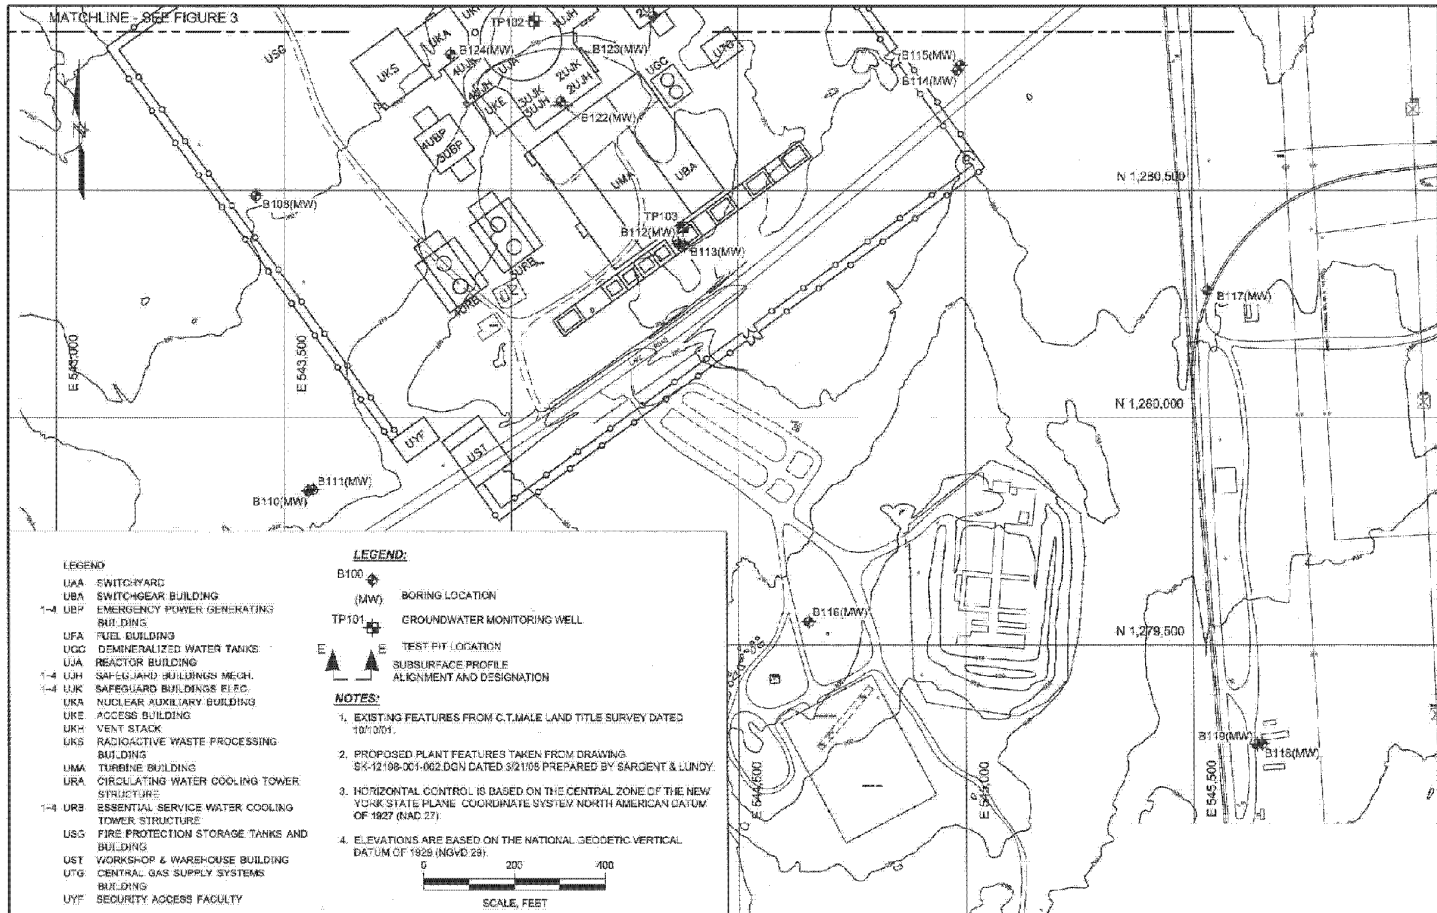 MATCHLINE - SEE FIGURE 3
TP102
UKA
1UJH
2U
USG
B124(MW)
B123(MW)
UTG
B115(MW)
UKS
4UJK
UJA
2UJK
2UJH
UGC
B114(MW)
4UJH
UKE
3UJK
3UJH
B122(MW)
4UBP
3UBP
N
UMA
UBA
N 1,280,500
B108(MW)
TP103
B112(MW)
B113(MW)
3URB
4URB
B117(MW)
E 543,000
E 543,500
N 1,280,000
UYF
UST
B111(MW)
B110(MW)
B116(MW)
N 1,279,500
B119(MW)
B118(MW)
E 544,500
E 545,000
E 545,500
LEGEND
UAA SWITCHYARD
UBA SWITCHGEAR BUILDING
1-4 UBP EMERGENCY POWER GENERATING
BUILDING
UFA FUEL BUILDING
UGC DEMINERALIZED WATER TANKS
UJA REACTOR BUILDING
1-4 UJH SAFEGUARD BUILDINGS MECH.
1-4 UJK SAFEGUARD BUILDINGS ELEC.
UKA NUCLEAR AUXILIARY BUILDING
UKE ACCESS BUILDING
UKH VENT STACK
UKS RADIOACTIVE WASTE PROCESSING
BUILDING
UMA TURBINE BUILDING
URA CIRCULATING WATER COOLING TOWER
STRUCTURE
1-4 URB ESSENTIAL SERVICE WATER COOLING
TOWER STRUCTURE
USG FIRE PROTECTION STORAGE TANKS AND
BUILDING
UST WORKSHOP & WAREHOUSE BUILDING
UTG CENTRAL GAS SUPPLY SYSTEMS
BUILDING
UYF SECURITY ACCESS FACULTY
LEGEND:
B100
(MW) BORING LOCATION
TP101 GROUNDWATER MONITORING WELL
TEST PIT LOCATION
E E
SUBSURFACE PROFILE
ALIGNMENT AND DESIGNATION
NOTES:
1. EXISTING FEATURES FROM C.T.MALE LAND TITLE SURVEY DATED
10/10/01.
2. PROPOSED PLANT FEATURES TAKEN FROM DRAWING
SK-12198-001-002.DGN DATED 3/21/08 PREPARED BY SARGENT & LUNDY.
3. HORIZONTAL CONTROL IS BASED ON THE CENTRAL ZONE OF THE NEW
YORK STATE PLANE COORDINATE SYSTEM NORTH AMERICAN DATUM
OF 1927 (NAD 27).
4. ELEVATIONS ARE BASED ON THE NATIONAL GEODETIC VERTICAL
DATUM OF 1929 (NGVD 29).
0 200 400
SCALE, FEET